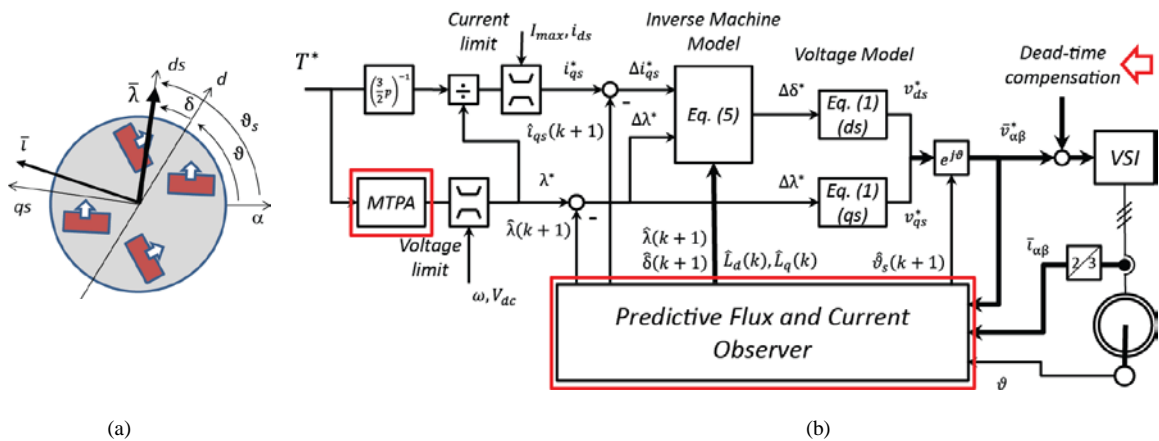 ds
d
λ̄
δ
ϑs
ϑ
ῑ
qs
α
(a)
Current limit
Imax, ids
T*
(3/2 p)⁻¹
÷
i*qs
Δi*qs
-
î qs(k+1)
Δλ*
MTPA
Voltage limit
ω, Vdc
λ*
-
λ̂(k+1)
Inverse Machine Model
Eq. (5)
Δδ*
Voltage Model
Eq. (1) (ds)
v*ds
Δλ*
Eq. (1) (qs)
v*qs
e^jϑ
Dead-time compensation
v̄*αβ
VSI
λ̂(k+1)
δ̂(k+1)
L̂d(k), L̂q(k)
ϑ̂s(k+1)
ῑαβ
2/3
Predictive Flux and Current Observer
ϑ
(b)